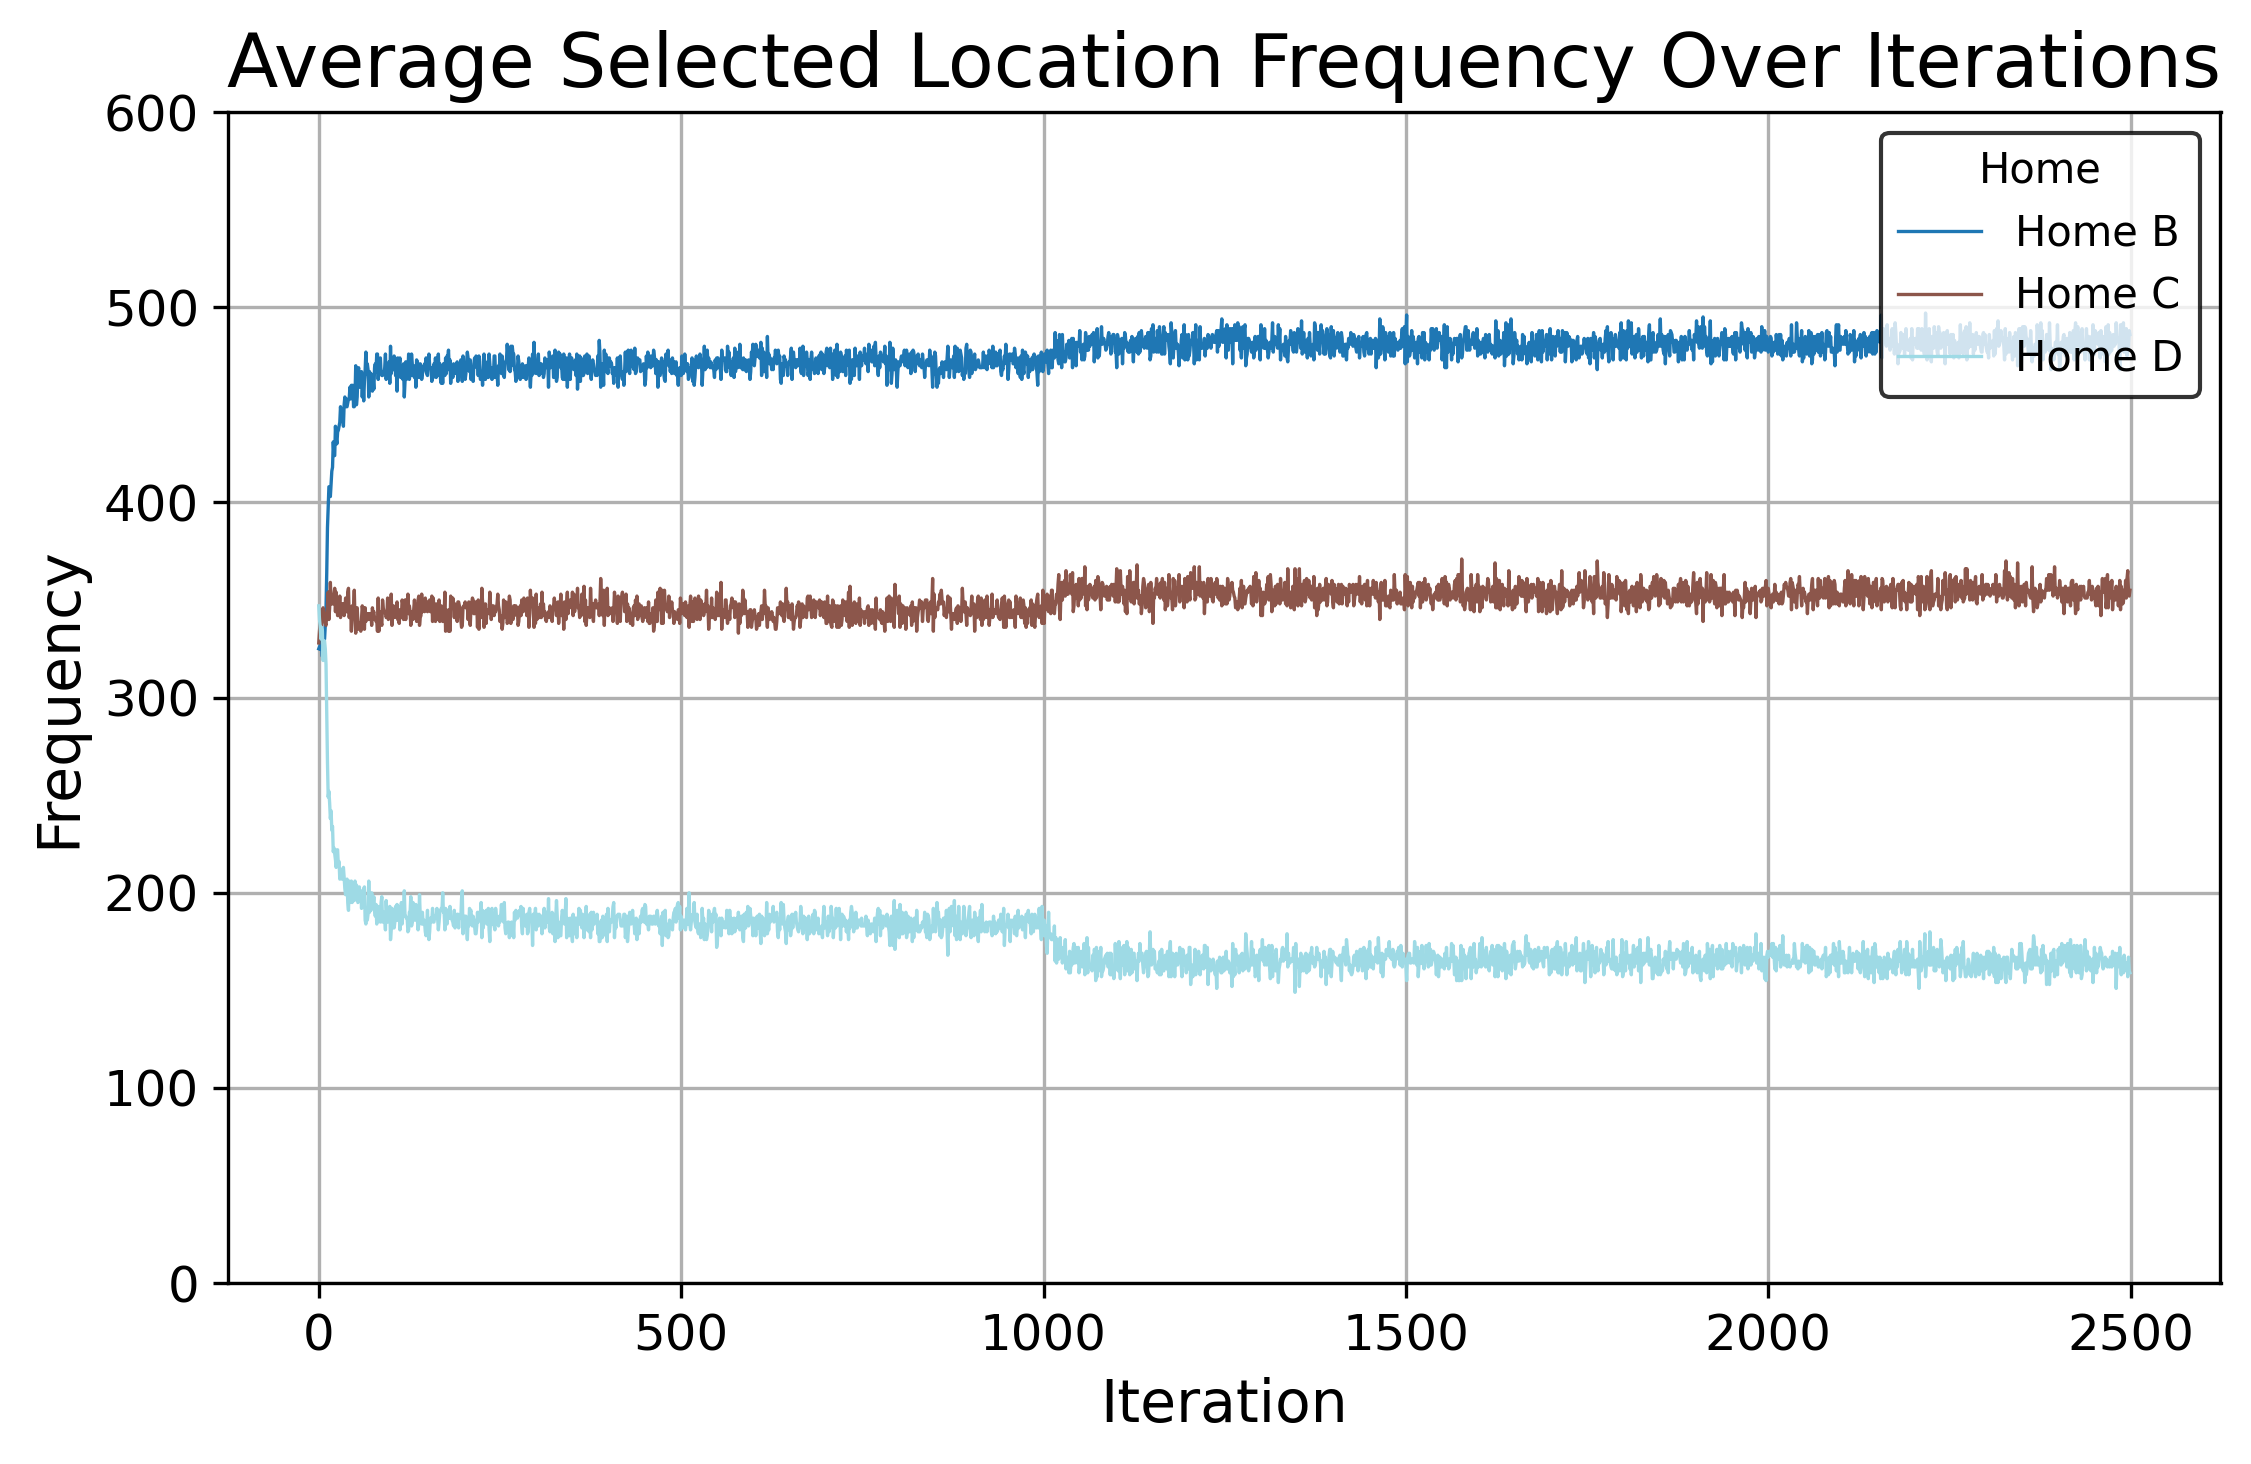 Average Selected Location Frequency Over Iterations
600
500
400
300
200
100
0
Frequency
Home
Home B
Home C
Home D
0 500 1000 1500 2000 2500
Iteration